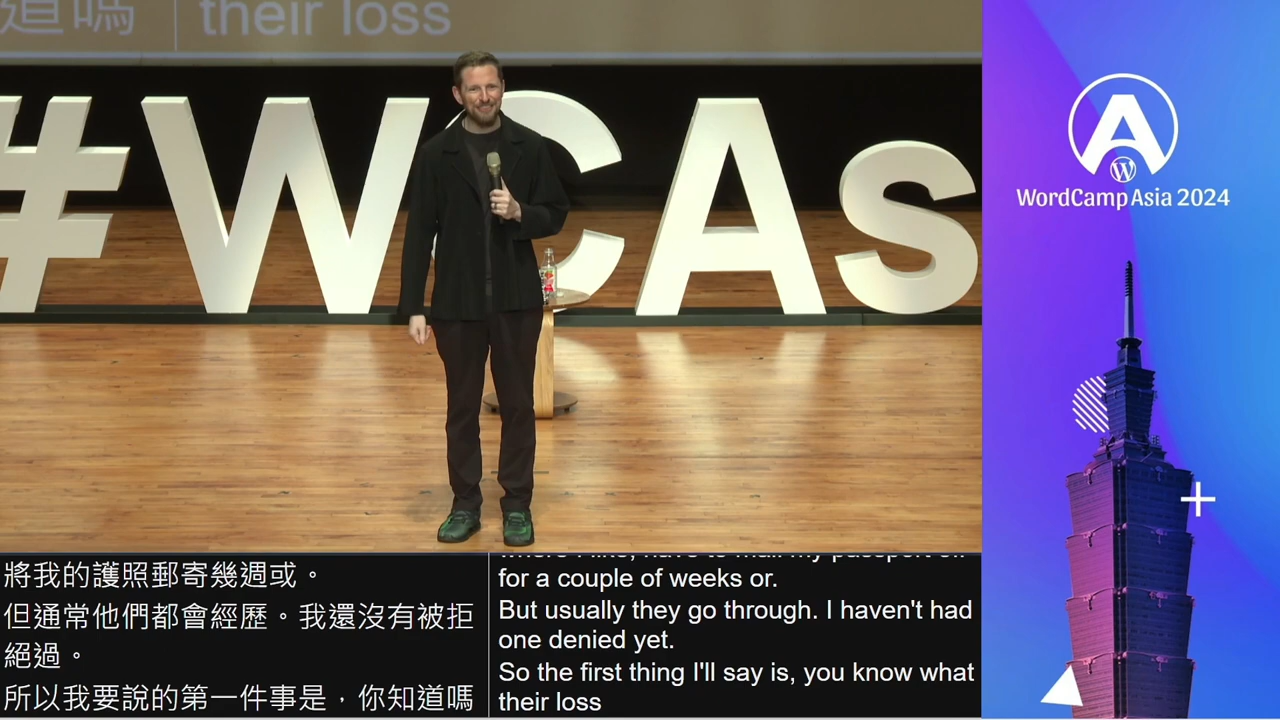 道嗎
their loss
#WCAs
WordCamp Asia 2024
將我的護照郵寄幾週或。
但通常他們都會經歷。我還沒有被拒
絕過。
所以我要說的第一件事是，你知道嗎
for a couple of weeks or.
But usually they go through. I haven't had
one denied yet.
So the first thing I'll say is, you know what
their loss